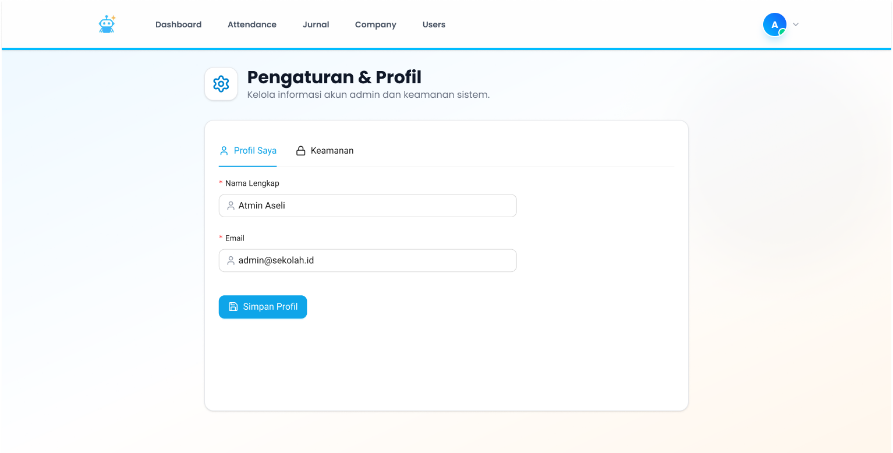 Dashboard Attendance Jurnal Company Users A
Pengaturan & Profil
Kelola informasi akun admin dan keamanan sistem.
Profil Saya Keamanan
* Nama Lengkap
Atmin Aseli
* Email
admin@sekolah.id
Simpan Profil